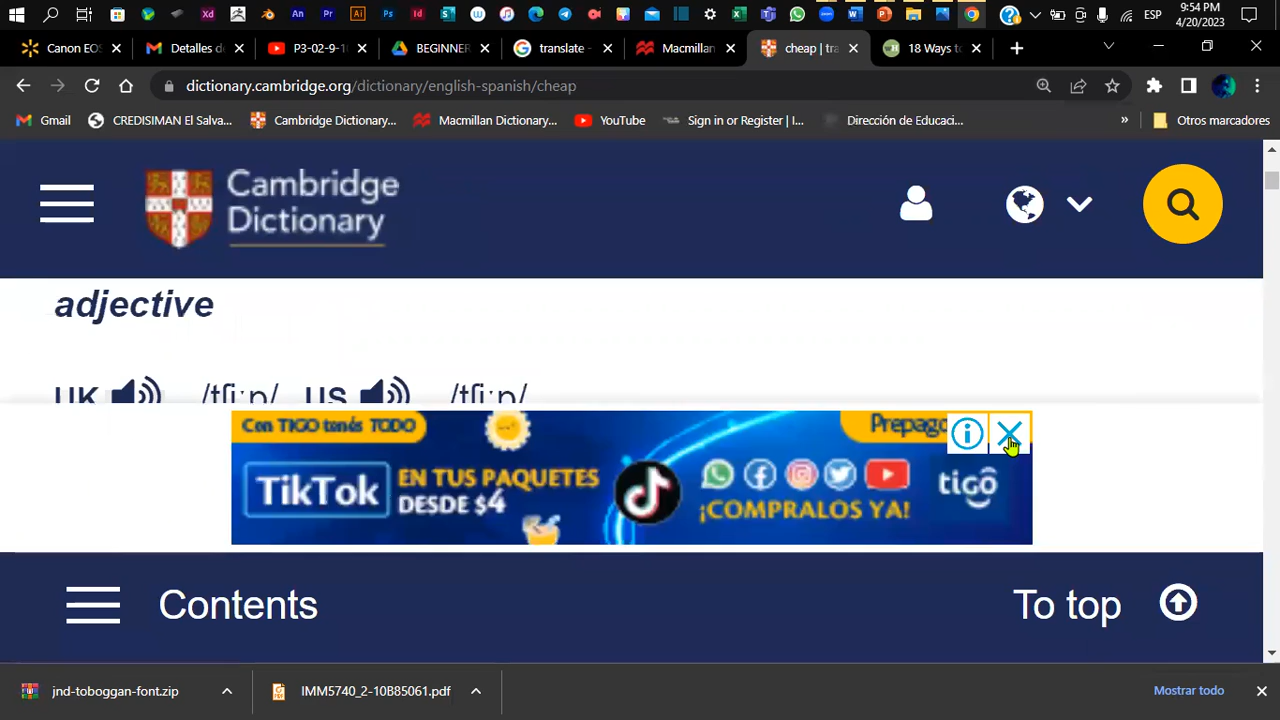 9:54 PM
ESP
4/20/2023
Canon EOS
Detalles de
P3-02-9-1
BEGINNER
translate -
Macmillan
cheap | tra
18 Ways to
dictionary.cambridge.org/dictionary/english-spanish/cheap
Gmail
CREDISIMAN El Salva...
Cambridge Dictionary...
Macmillan Dictionary...
YouTube
Sign in or Register | I...
Dirección de Educaci...
»
Otros marcadores
Cambridge
Dictionary
adjective
UK /tʃiːp/ US /tʃiːp/
Con TIGO tenés TODO
Prepago
TikTok
EN TUS PAQUETES
DESDE $4
¡COMPRALOS YA!
tigo
Contents
To top
jnd-toboggan-font.zip
IMM5740_2-10B85061.pdf
Mostrar todo